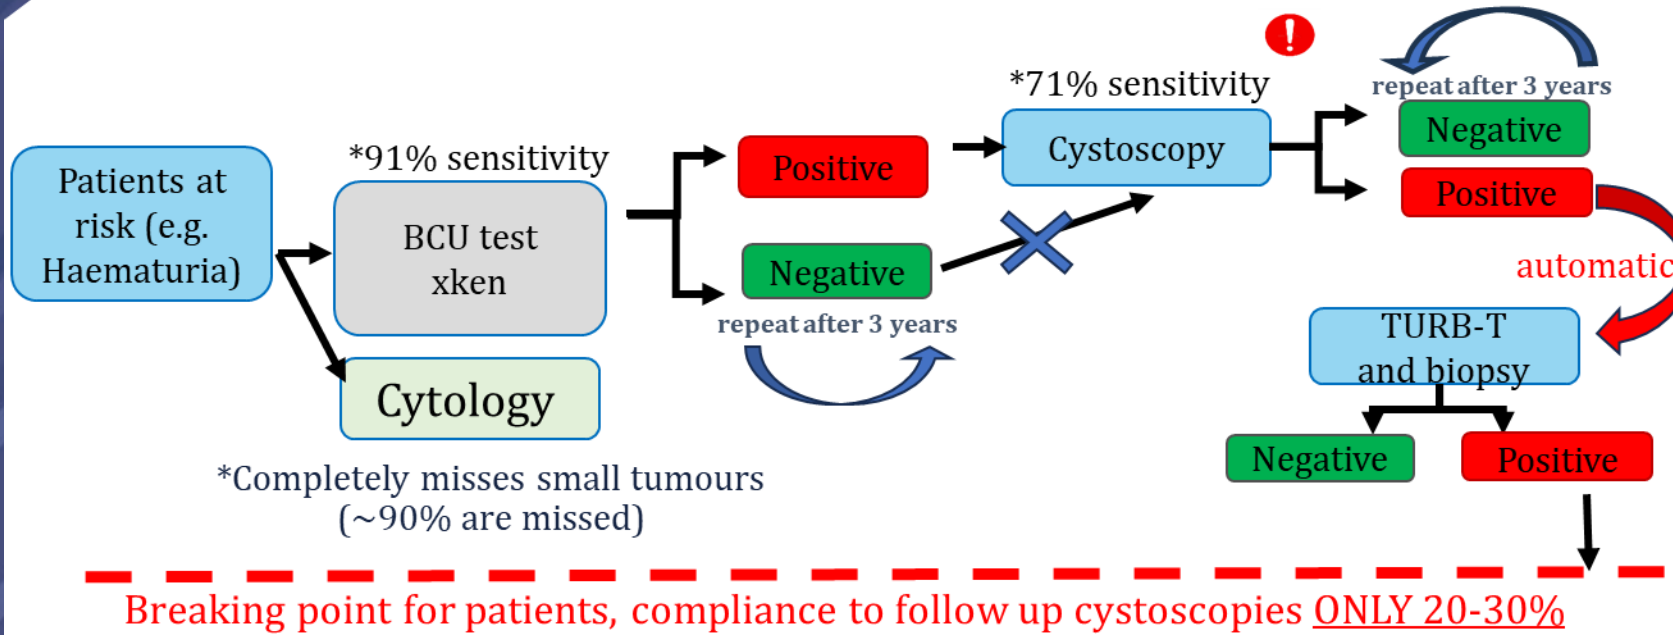 Patients at
risk (e.g.
Haematuria)
*91% sensitivity
BCU test
xken
Cytology
*Completely misses small tumours
(~90% are missed)
Positive
Negative
repeat after 3 years
*71% sensitivity
Cystoscopy
!
repeat after 3 years
Negative
Positive
automatic
TURB-T
and biopsy
Negative
Positive
Breaking point for patients, compliance to follow up cystoscopies ONLY 20-30%